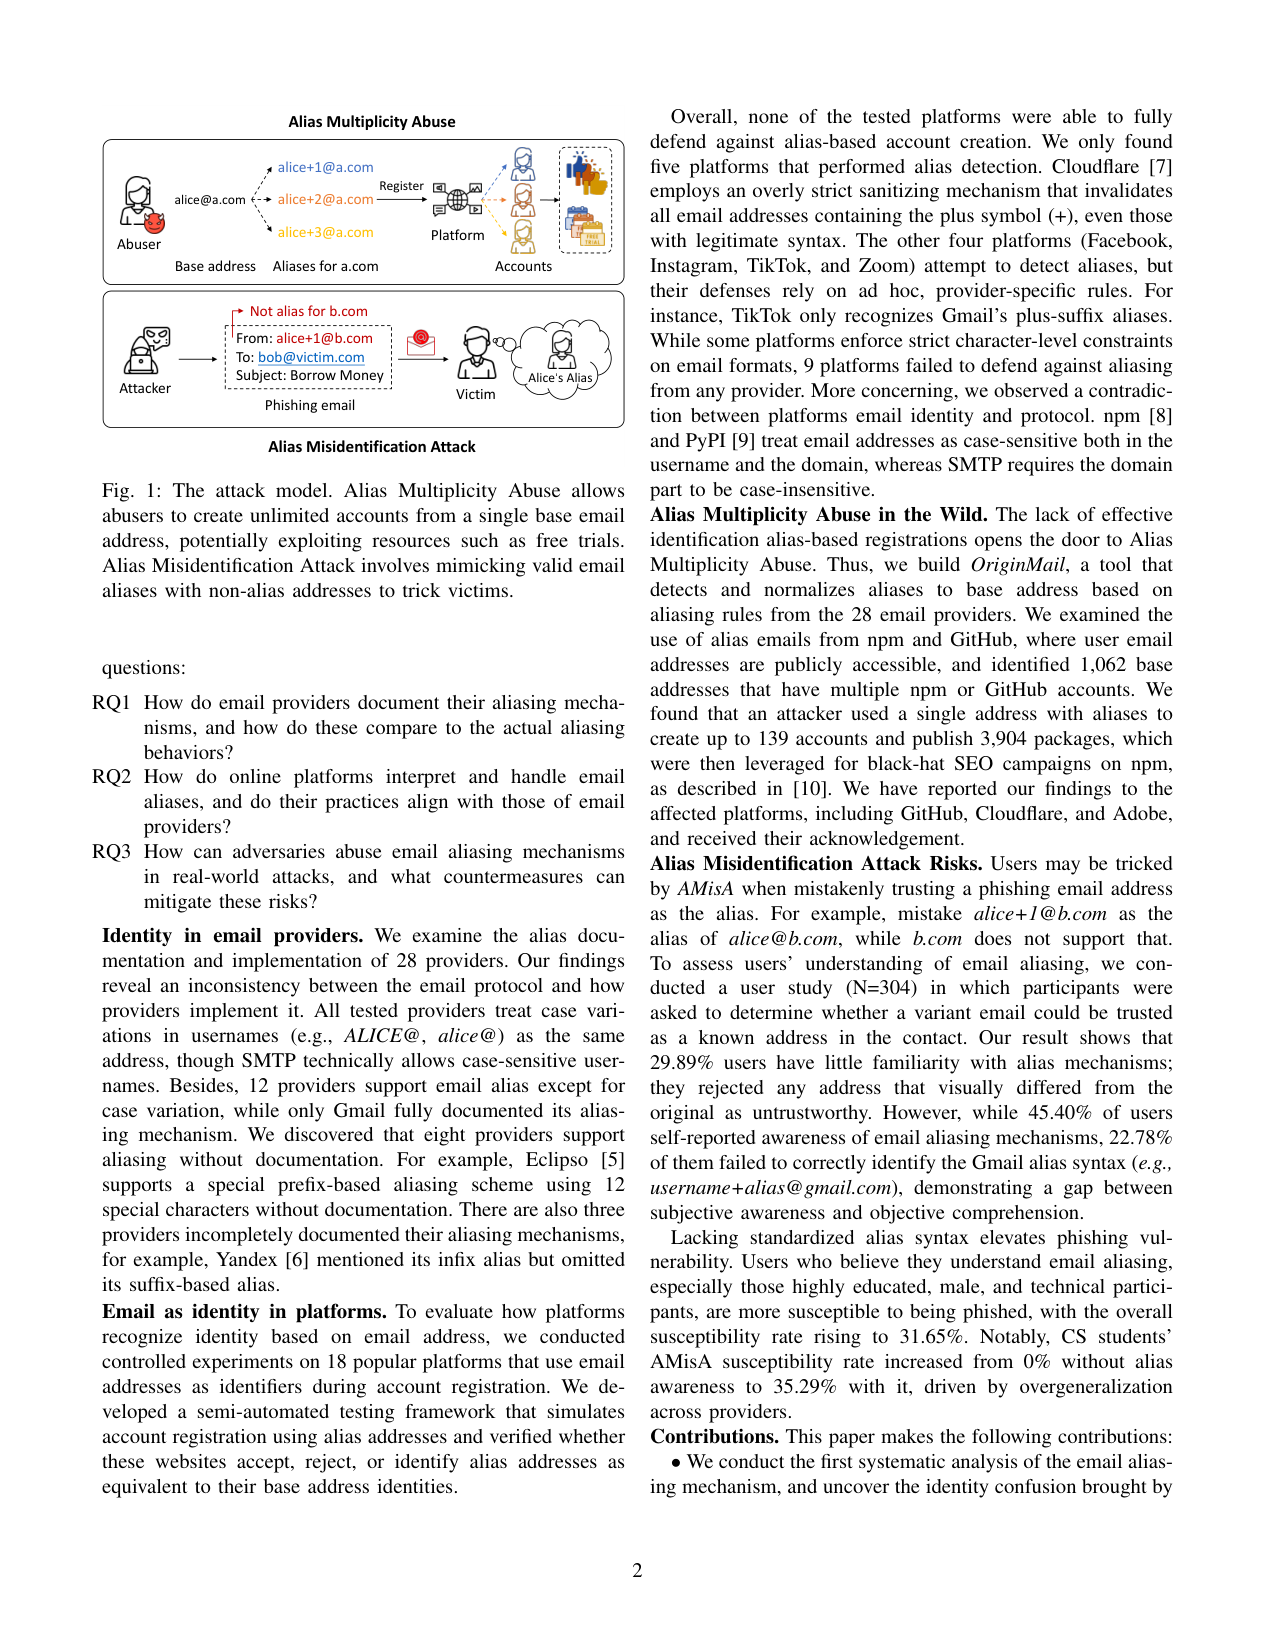 Alias Multiplicity Abuse
Abuser
alice@a.com
Base address
alice+1@a.com
alice+2@a.com
alice+3@a.com
Aliases for a.com
Register
Platform
Accounts
FREE TRIAL
Attacker
Not alias for b.com
From: alice+1@b.com
To: bob@victim.com
Subject: Borrow Money
Phishing email
Victim
Alice's Alias
Alias Misidentification Attack
Fig. 1: The attack model. Alias Multiplicity Abuse allows
abusers to create unlimited accounts from a single base email
address, potentially exploiting resources such as free trials.
Alias Misidentification Attack involves mimicking valid email
aliases with non-alias addresses to trick victims.
questions:
RQ1 How do email providers document their aliasing mecha-
nisms, and how do these compare to the actual aliasing
behaviors?
RQ2 How do online platforms interpret and handle email
aliases, and do their practices align with those of email
providers?
RQ3 How can adversaries abuse email aliasing mechanisms
in real-world attacks, and what countermeasures can
mitigate these risks?
Identity in email providers. We examine the alias docu-
mentation and implementation of 28 providers. Our findings
reveal an inconsistency between the email protocol and how
providers implement it. All tested providers treat case vari-
ations in usernames (e.g., ALICE@, alice@) as the same
address, though SMTP technically allows case-sensitive user-
names. Besides, 12 providers support email alias except for
case variation, while only Gmail fully documented its alias-
ing mechanism. We discovered that eight providers support
aliasing without documentation. For example, Eclipso [5]
supports a special prefix-based aliasing scheme using 12
special characters without documentation. There are also three
providers incompletely documented their aliasing mechanisms,
for example, Yandex [6] mentioned its infix alias but omitted
its suffix-based alias.
Email as identity in platforms. To evaluate how platforms
recognize identity based on email address, we conducted
controlled experiments on 18 popular platforms that use email
addresses as identifiers during account registration. We de-
veloped a semi-automated testing framework that simulates
account registration using alias addresses and verified whether
these websites accept, reject, or identify alias addresses as
equivalent to their base address identities.
Overall, none of the tested platforms were able to fully
defend against alias-based account creation. We only found
five platforms that performed alias detection. Cloudflare [7]
employs an overly strict sanitizing mechanism that invalidates
all email addresses containing the plus symbol (+), even those
with legitimate syntax. The other four platforms (Facebook,
Instagram, TikTok, and Zoom) attempt to detect aliases, but
their defenses rely on ad hoc, provider-specific rules. For
instance, TikTok only recognizes Gmail's plus-suffix aliases.
While some platforms enforce strict character-level constraints
on email formats, 9 platforms failed to defend against aliasing
from any provider. More concerning, we observed a contradic-
tion between platforms email identity and protocol. npm [8]
and PyPI [9] treat email addresses as case-sensitive both in the
username and the domain, whereas SMTP requires the domain
part to be case-insensitive.
Alias Multiplicity Abuse in the Wild. The lack of effective
identification alias-based registrations opens the door to Alias
Multiplicity Abuse. Thus, we build OriginMail, a tool that
detects and normalizes aliases to base address based on
aliasing rules from the 28 email providers. We examined the
use of alias emails from npm and GitHub, where user email
addresses are publicly accessible, and identified 1,062 base
addresses that have multiple npm or GitHub accounts. We
found that an attacker used a single address with aliases to
create up to 139 accounts and publish 3,904 packages, which
were then leveraged for black-hat SEO campaigns on npm,
as described in [10]. We have reported our findings to the
affected platforms, including GitHub, Cloudflare, and Adobe,
and received their acknowledgement.
Alias Misidentification Attack Risks. Users may be tricked
by AMisA when mistakenly trusting a phishing email address
as the alias. For example, mistake alice+1@b.com as the
alias of alice@b.com, while b.com does not support that.
To assess users' understanding of email aliasing, we con-
ducted a user study (N=304) in which participants were
asked to determine whether a variant email could be trusted
as a known address in the contact. Our result shows that
29.89% users have little familiarity with alias mechanisms;
they rejected any address that visually differed from the
original as untrustworthy. However, while 45.40% of users
self-reported awareness of email aliasing mechanisms, 22.78%
of them failed to correctly identify the Gmail alias syntax (e.g.,
username+alias@gmail.com), demonstrating a gap between
subjective awareness and objective comprehension.
Lacking standardized alias syntax elevates phishing vul-
nerability. Users who believe they understand email aliasing,
especially those highly educated, male, and technical partici-
pants, are more susceptible to being phished, with the overall
susceptibility rate rising to 31.65%. Notably, CS students'
AMisA susceptibility rate increased from 0% without alias
awareness to 35.29% with it, driven by overgeneralization
across providers.
Contributions. This paper makes the following contributions:
• We conduct the first systematic analysis of the email alias-
ing mechanism, and uncover the identity confusion brought by
2